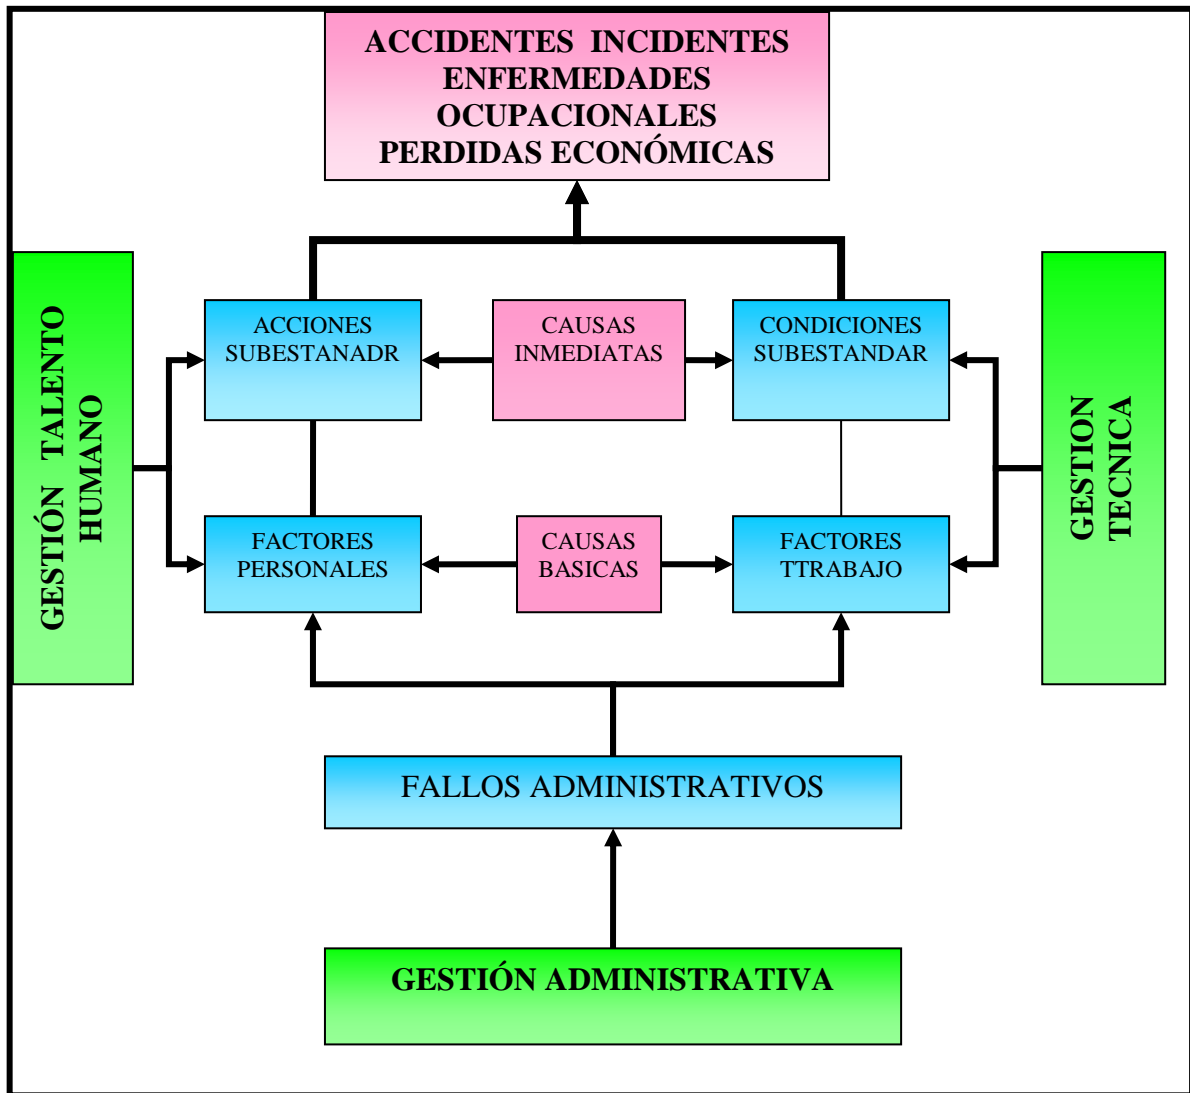 ACCIDENTES INCIDENTES
ENFERMEDADES
OCUPACIONALES
PERDIDAS ECONÓMICAS
GESTIÓN TALENTO
HUMANO
ACCIONES
SUBESTANADR
CAUSAS
INMEDIATAS
CONDICIONES
SUBESTANDAR
GESTION
TECNICA
FACTORES
PERSONALES
CAUSAS
BASICAS
FACTORES
TTRABAJO
FALLOS ADMINISTRATIVOS
GESTIÓN ADMINISTRATIVA